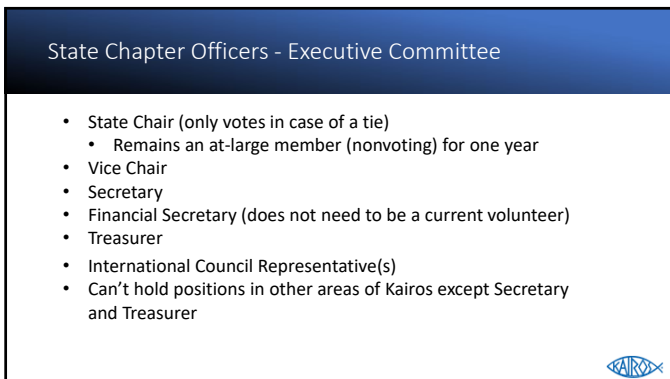 State Chapter Officers - Executive Committee
• State Chair (only votes in case of a tie)
• Remains an at-large member (nonvoting) for one year
• Vice Chair
• Secretary
• Financial Secretary (does not need to be a current volunteer)
• Treasurer
• International Council Representative(s)
• Can’t hold positions in other areas of Kairos except Secretary
and Treasurer
KAIROS